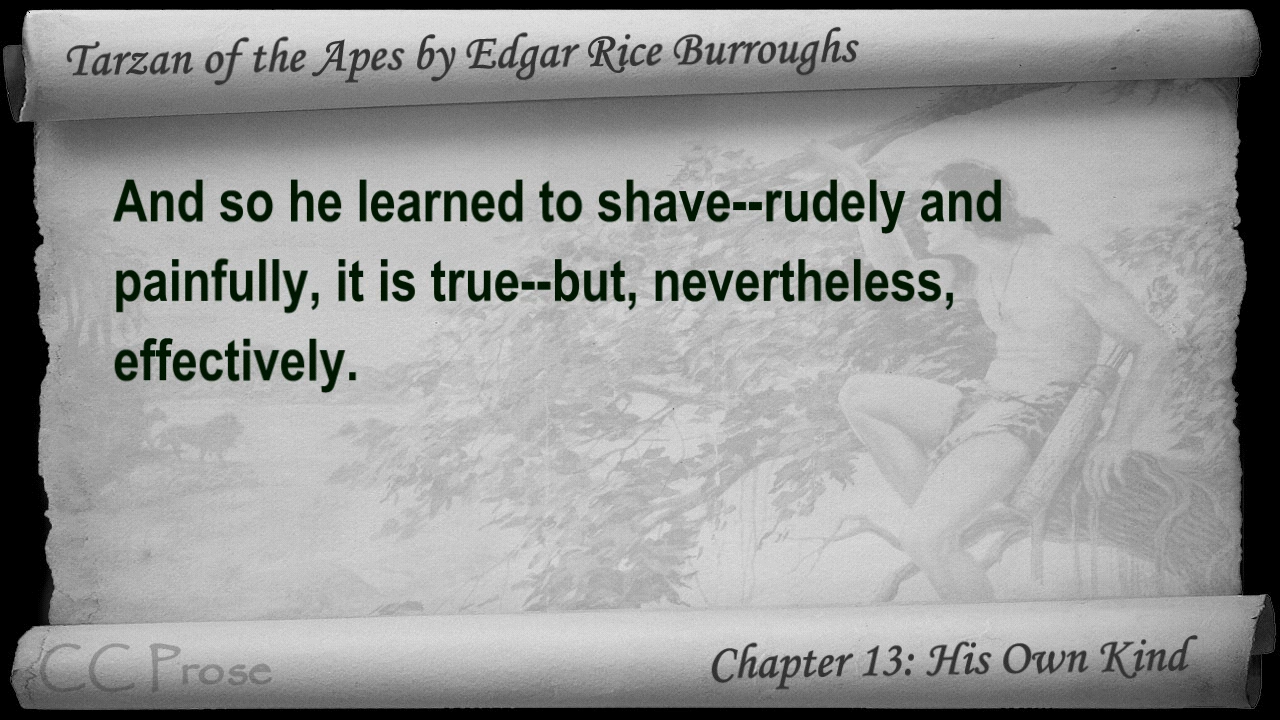 Tarzan of the Apes by Edgar Rice Burroughs
And so he learned to shave--rudely and
painfully, it is true--but, nevertheless,
effectively.
CC Prose
Chapter 13: His Own Kind